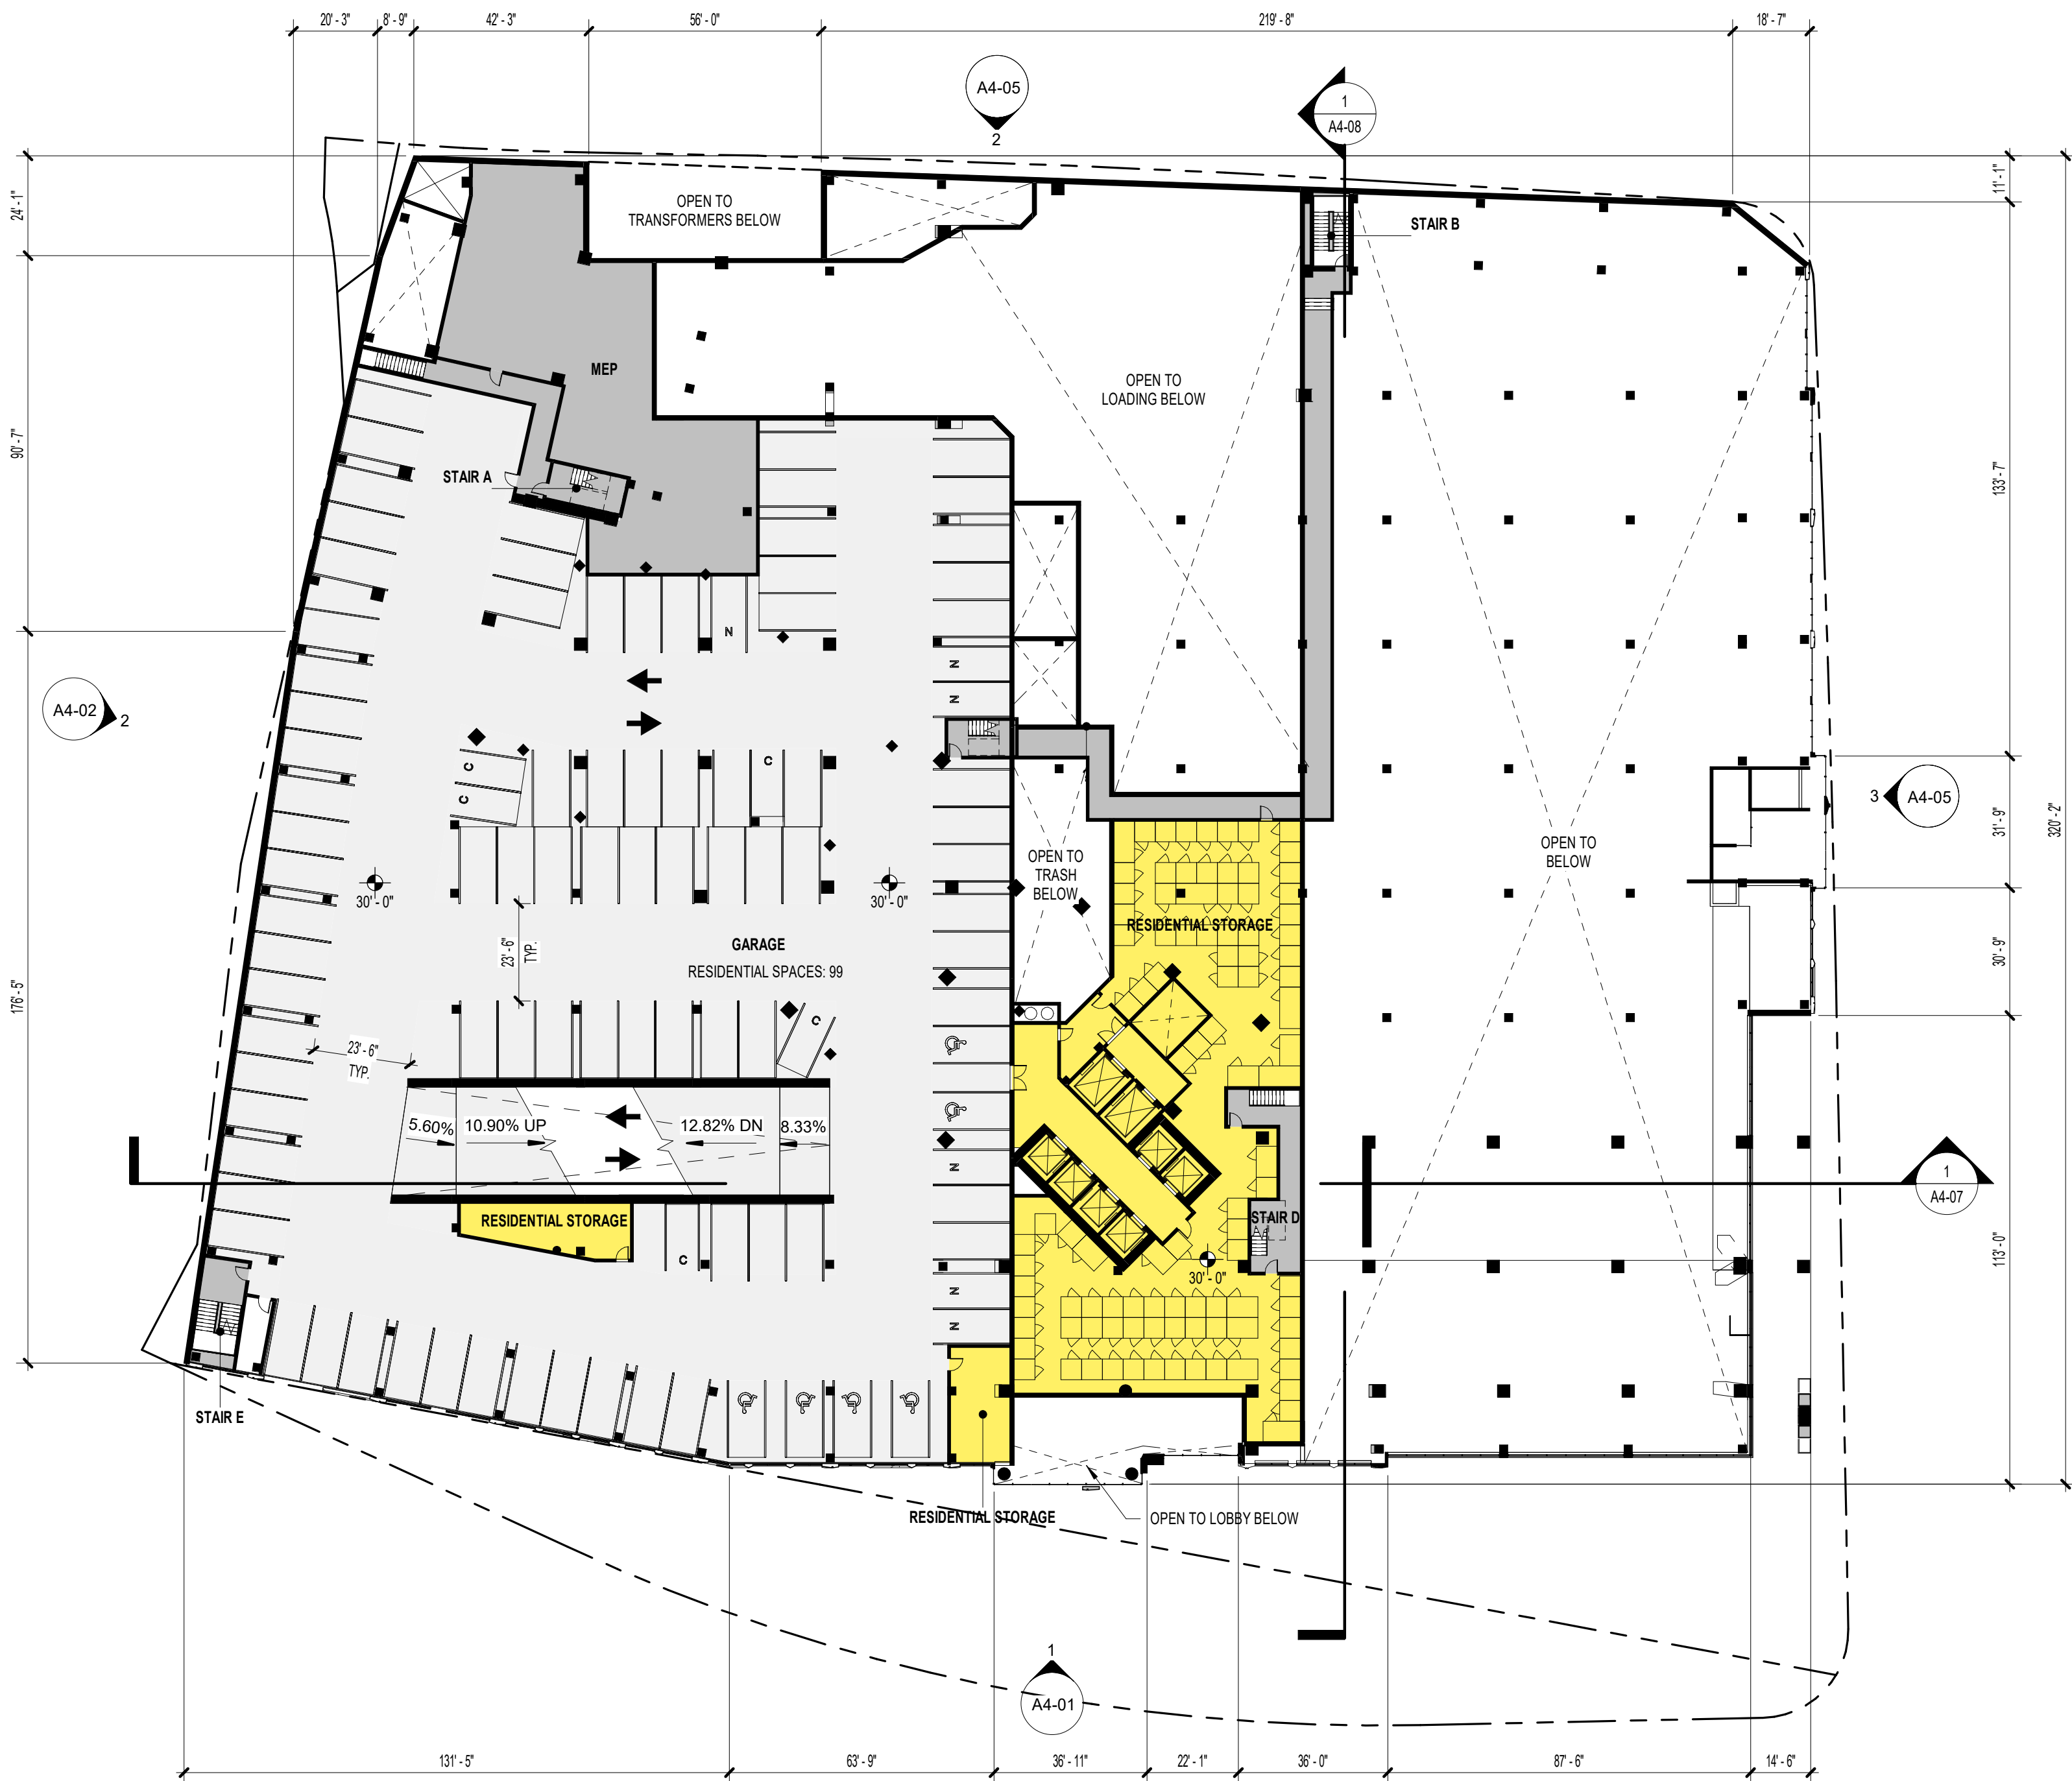 20' - 3"
8' - 9"
42' - 3"
56' - 0"
219' - 8"
18' - 7"
A4-05
2
1
A4-08
24' - 1"
11' - 1"
OPEN TO
TRANSFORMERS BELOW
STAIR B
MEP
OPEN TO
LOADING BELOW
90' - 7"
133' - 7"
STAIR A
N
N
N
A4-02
2
C
C
C
3
A4-05
31' - 9"
320' - 2"
OPEN TO
BELOW
OPEN TO
TRASH
BELOW
30' - 0"
30' - 0"
RESIDENTIAL STORAGE
23' - 6"
TYP.
GARAGE
RESIDENTIAL SPACES: 99
30' - 9"
176' - 5"
C
23' - 6"
TYP.
5.60%
10.90% UP
12.82% DN
8.33%
N
1
A4-07
RESIDENTIAL STORAGE
STAIR D
C
30' - 0"
113' - 0"
N
N
STAIR E
RESIDENTIAL STORAGE
OPEN TO LOBBY BELOW
1
A4-01
131' - 5"
63' - 9"
36' - 11"
22' - 1"
36' - 0"
87' - 6"
14' - 6"